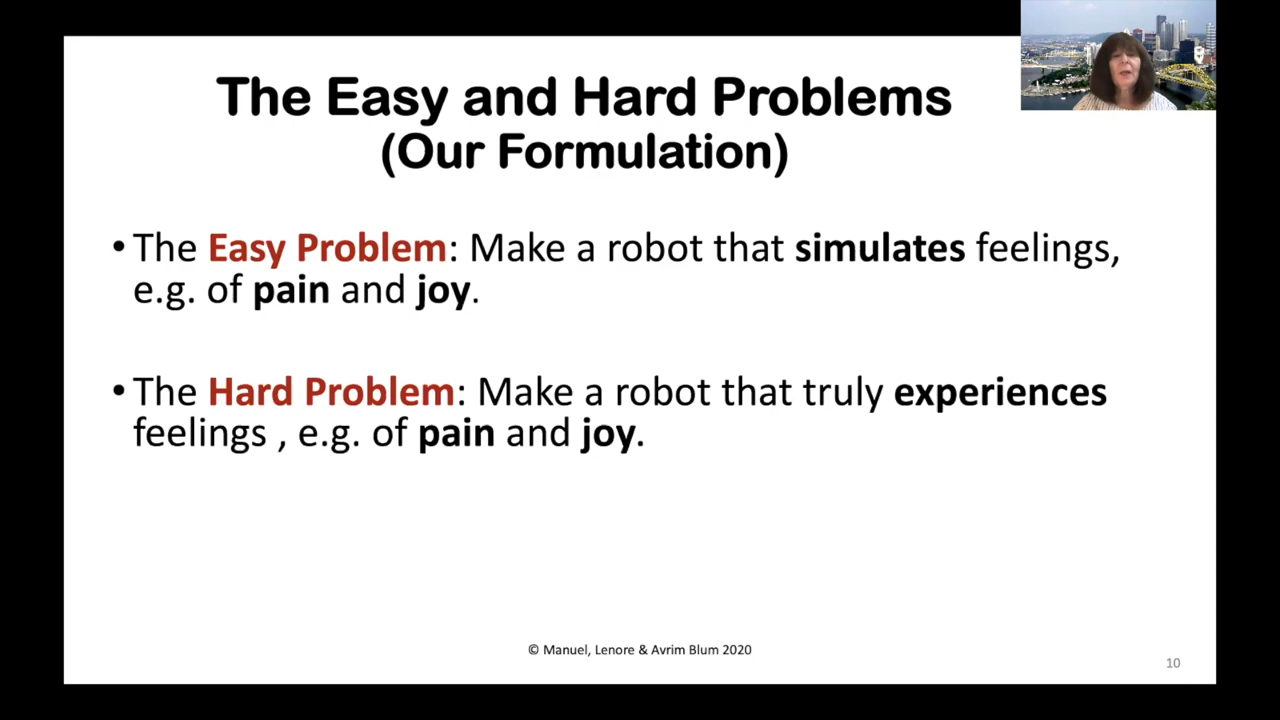 The Easy and Hard Problems
(Our Formulation)
• The Easy Problem: Make a robot that simulates feelings,
e.g. of pain and joy.
• The Hard Problem: Make a robot that truly experiences
feelings , e.g. of pain and joy.
© Manuel, Lenore & Avrim Blum 2020
10